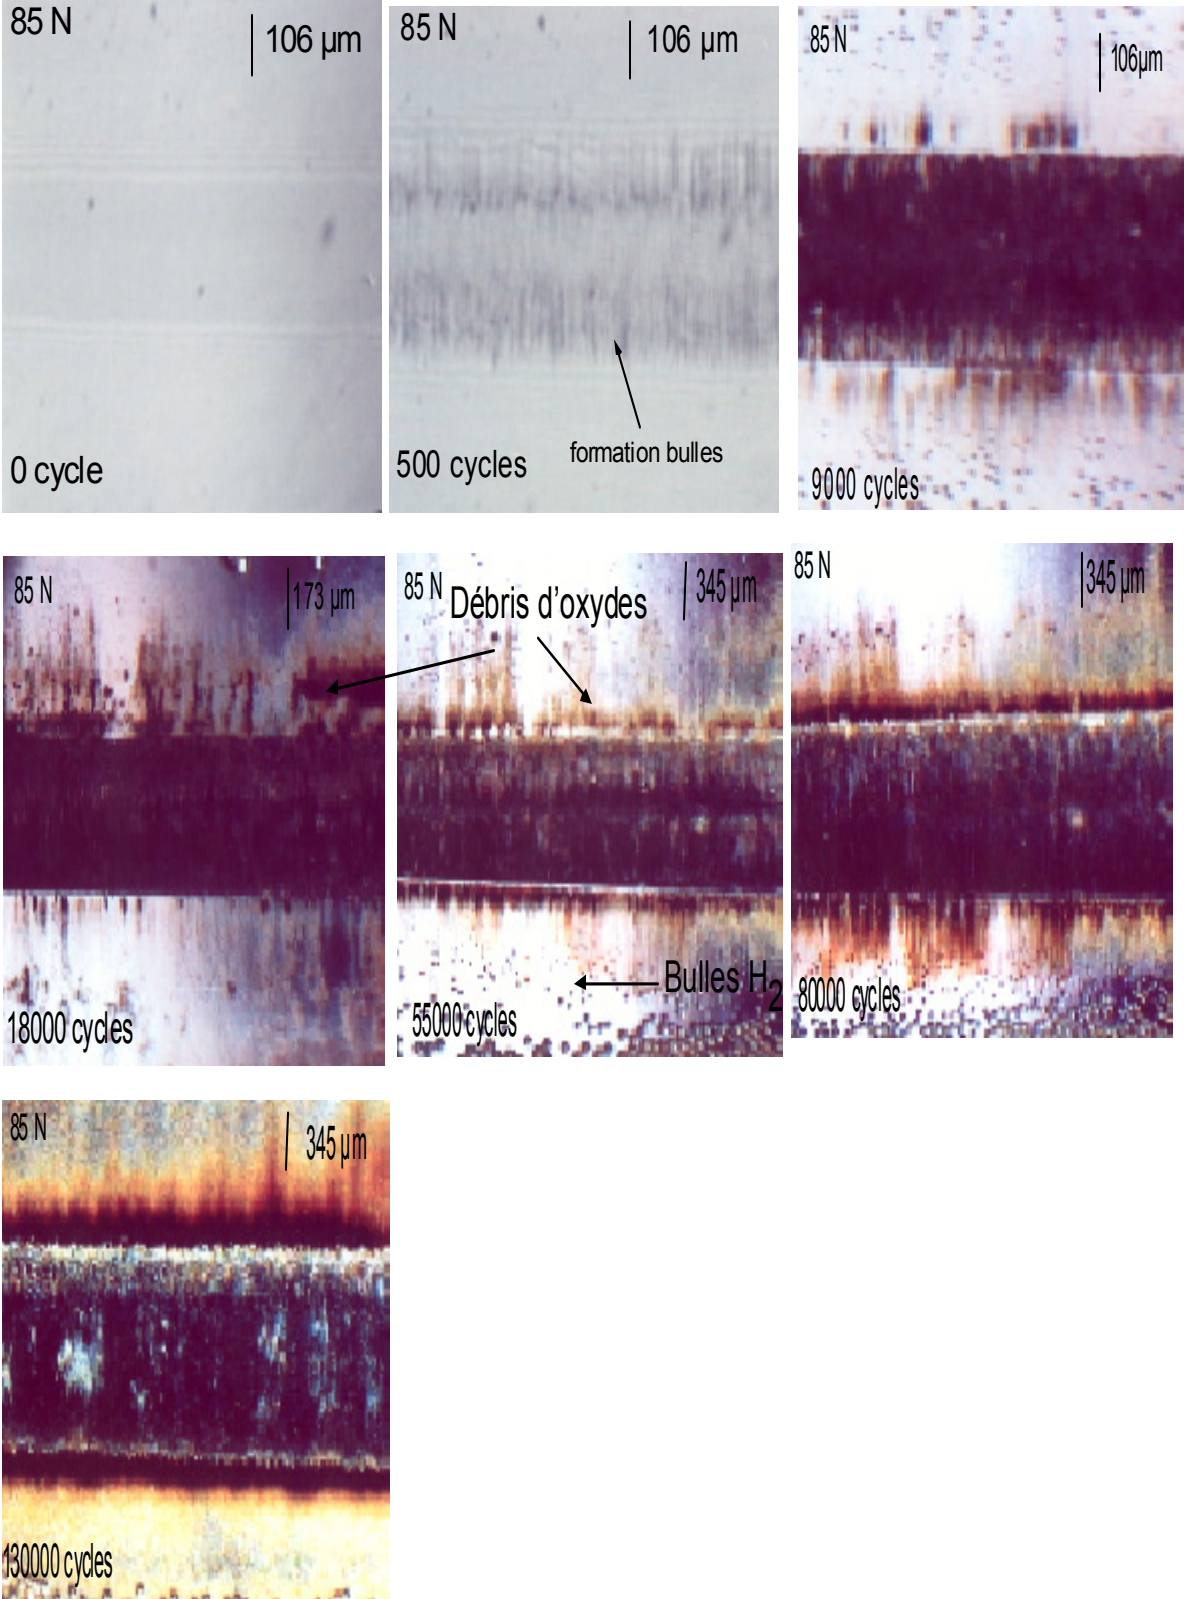 85 N
106 µm
0 cycle
85 N
106 µm
formation bulles
500 cycles
85 N
106µm
9000 cycles
85 N
173 µm
18000 cycles
85 N
Débris d'oxydes
345 µm
Bulles H2
55000 cycles
85 N
345 µm
80000 cycles
85 N
345 µm
130000 cycles